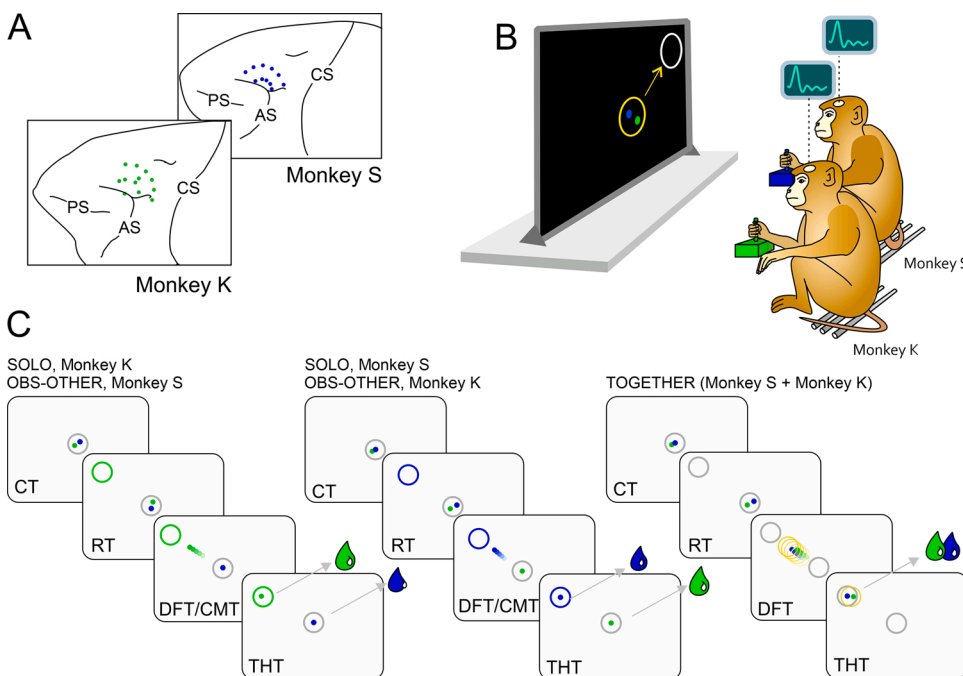 A
CS
PS
AS
Monkey S
CS
PS
AS
Monkey K
B
Monkey S
Monkey K
C
SOLO, Monkey K
OBS-OTHER, Monkey S
CT
RT
DFT/CMT
THT
SOLO, Monkey S
OBS-OTHER, Monkey K
CT
RT
DFT/CMT
THT
TOGETHER (Monkey S + Monkey K)
CT
RT
DFT
THT